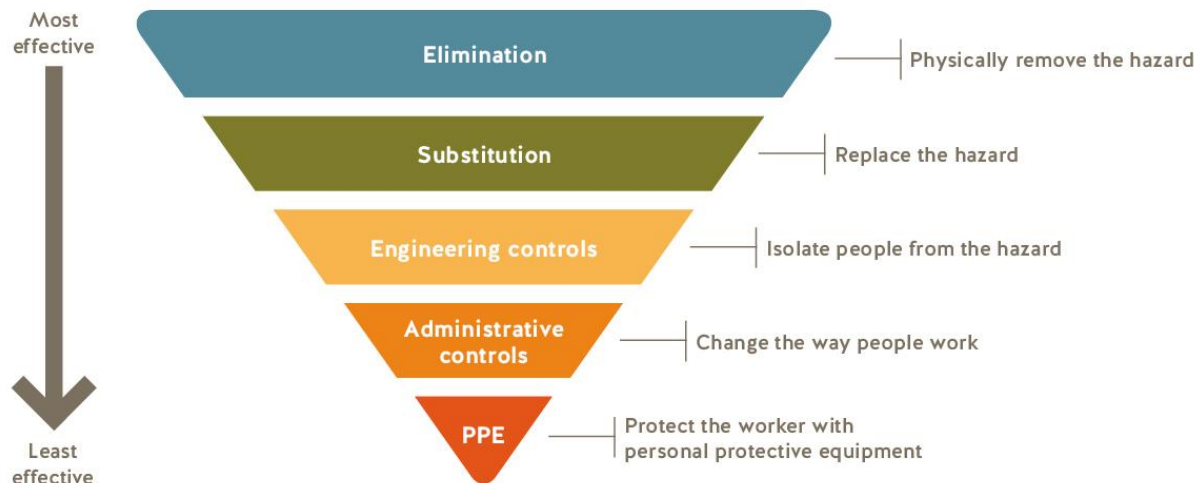 Most
effective
Elimination
Physically remove the hazard
Substitution
Replace the hazard
Engineering controls
Isolate people from the hazard
Administrative
controls
Change the way people work
PPE
Protect the worker with
personal protective equipment
Least
effective